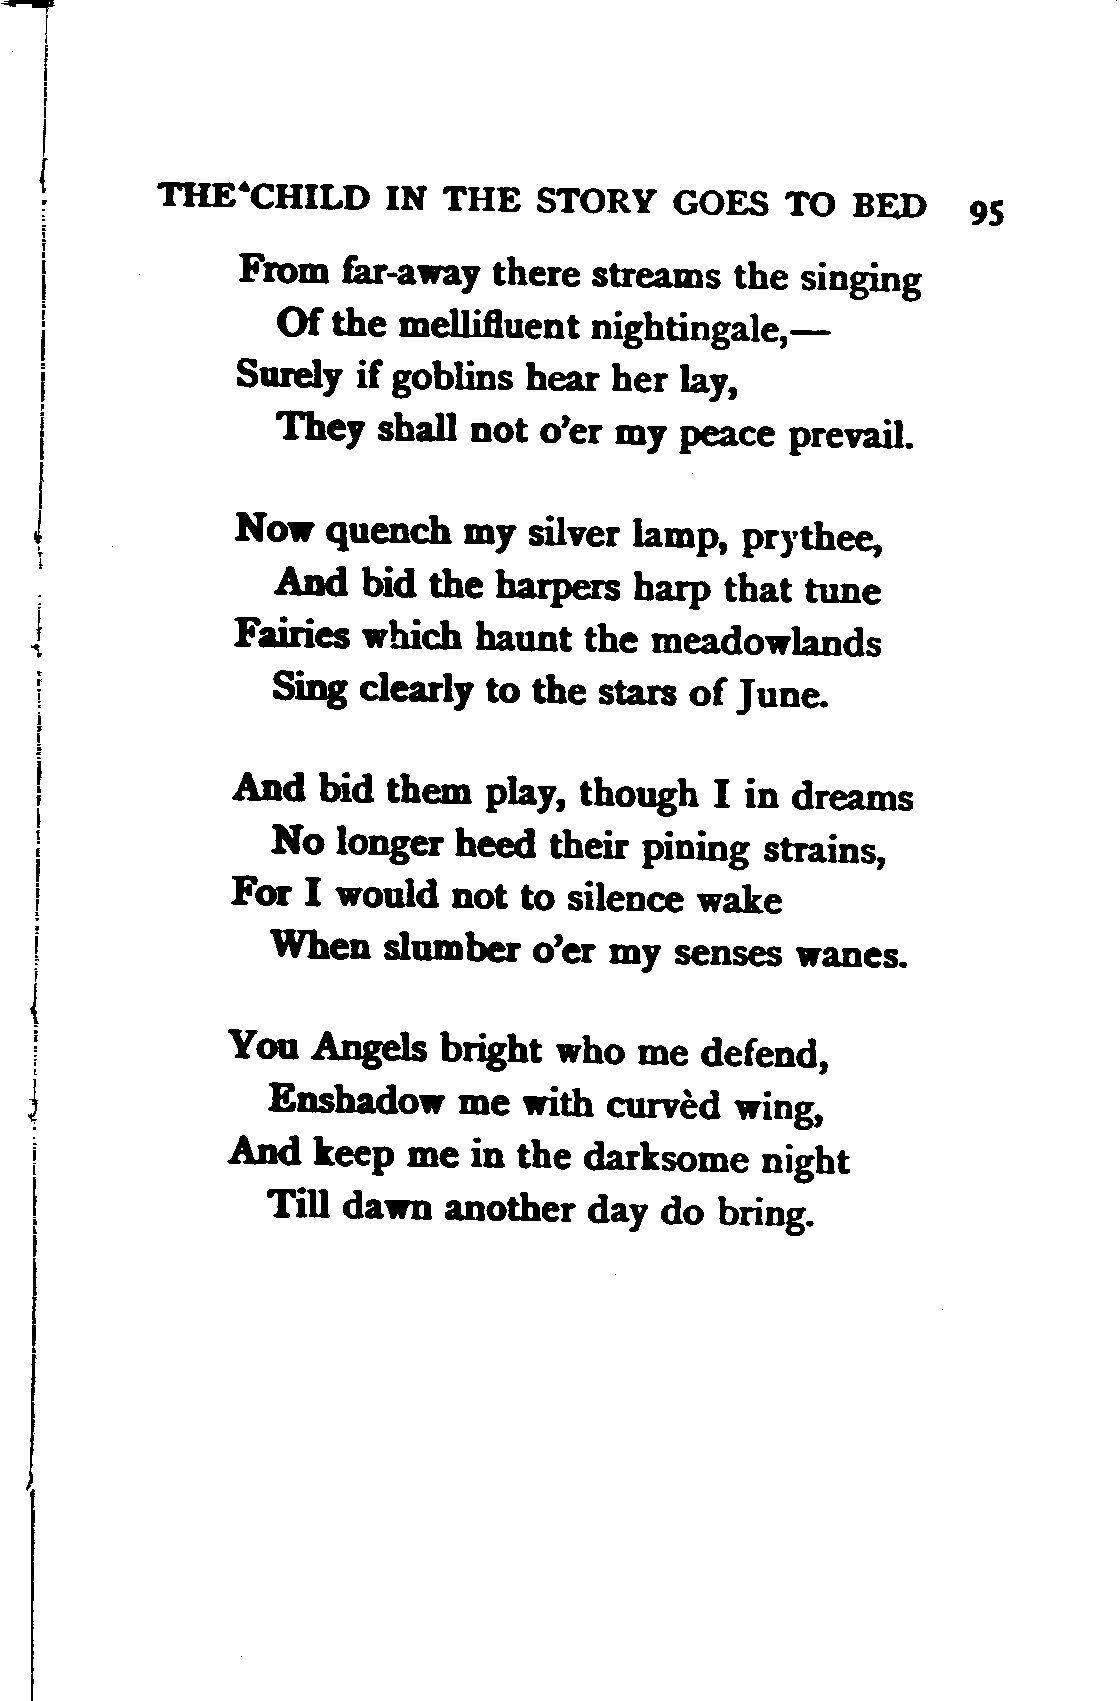 THE CHILD IN THE STORY GOES TO BED 95
From far-away there streams the singing
Of the mellifluent nightingale,—
Surely if goblins hear her lay,
They shall not o'er my peace prevail.
Now quench my silver lamp, prythee,
And bid the harpers harp that tune
Fairies which haunt the meadowlands
Sing clearly to the stars of June.
And bid them play, though I in dreams
No longer heed their pining strains,
For I would not to silence wake
When slumber o'er my senses wanes.
You Angels bright who me defend,
Enshadow me with curvèd wing,
And keep me in the darksome night
Till dawn another day do bring.